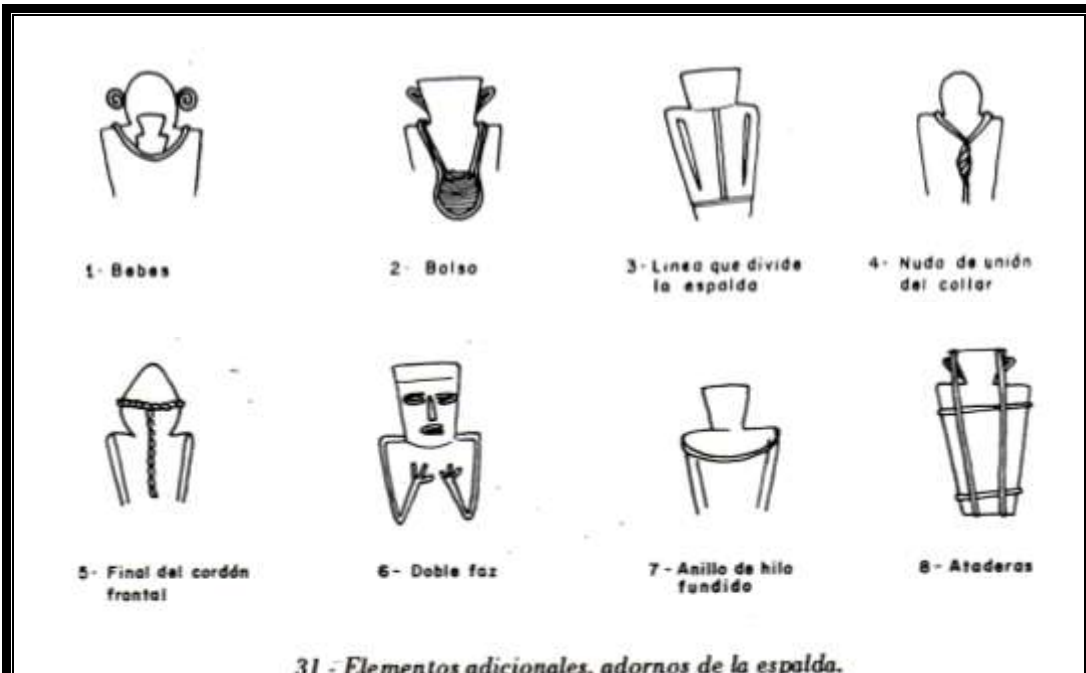 1- Bebes
2- Bolso
3- Linea que divide
la espalda
4- Nudo de unión
del collar
5- Final del cordón
frontal
6- Doble faz
7- Anillo de hilo
fundido
8- Ataderas
31 - Elementos adicionales, adornos de la espalda.